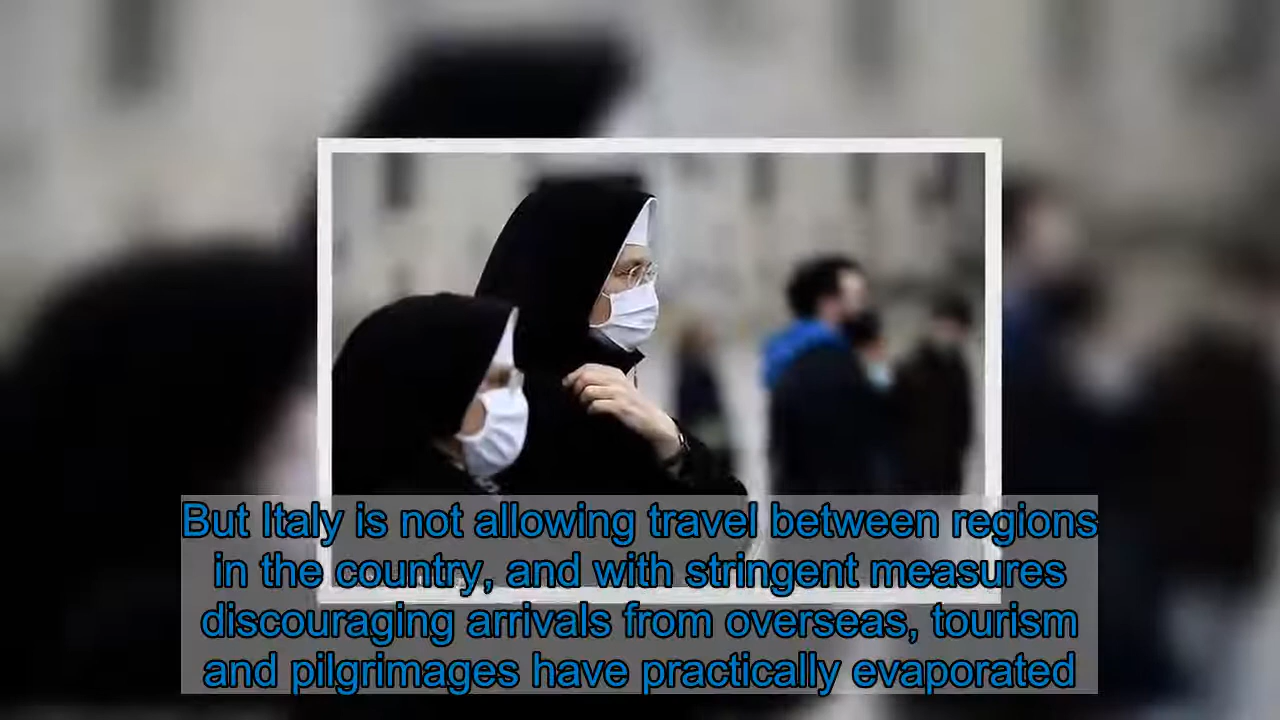 But Italy is not allowing travel between regions
in the country, and with stringent measures
discouraging arrivals from overseas, tourism
and pilgrimages have practically evaporated